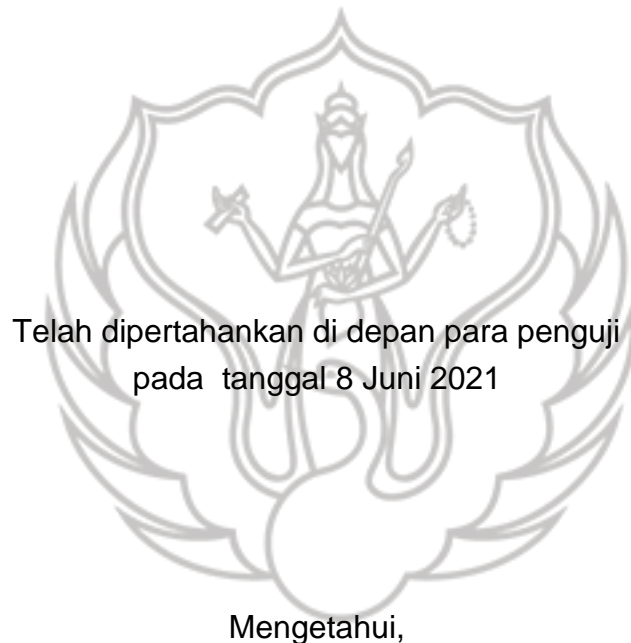 Telah dipertahankan di depan para penguji
pada tanggal 8 Juni 2021
Mengetahui,